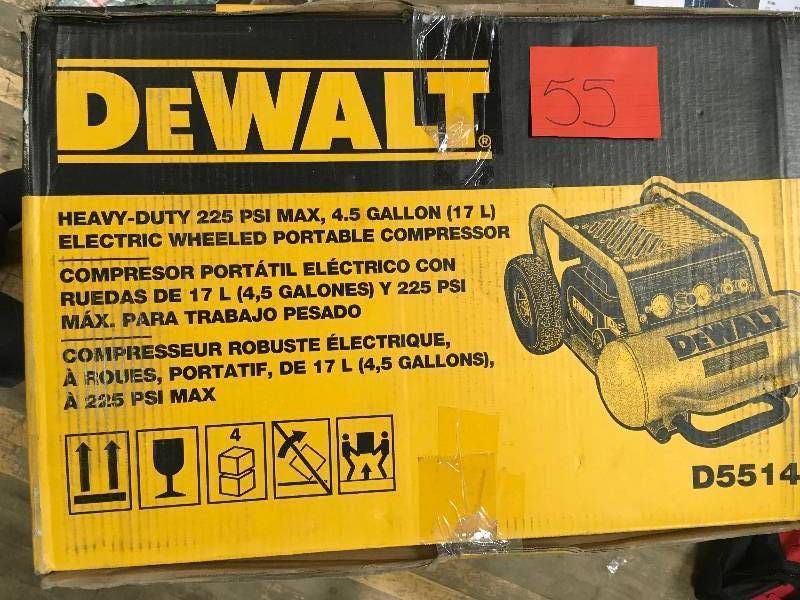 DEWALT®
55
HEAVY-DUTY 225 PSI MAX, 4.5 GALLON (17 L)
ELECTRIC WHEELED PORTABLE COMPRESSOR
COMPRESOR PORTÁTIL ELÉCTRICO CON
RUEDAS DE 17 L (4,5 GALONES) Y 225 PSI
MÁX. PARA TRABAJO PESADO
COMPRESSEUR ROBUSTE ÉLECTRIQUE,
À ROUES, PORTATIF, DE 17 L (4,5 GALLONS),
À 225 PSI MAX
4
DEWALT
DEWALT
D5514